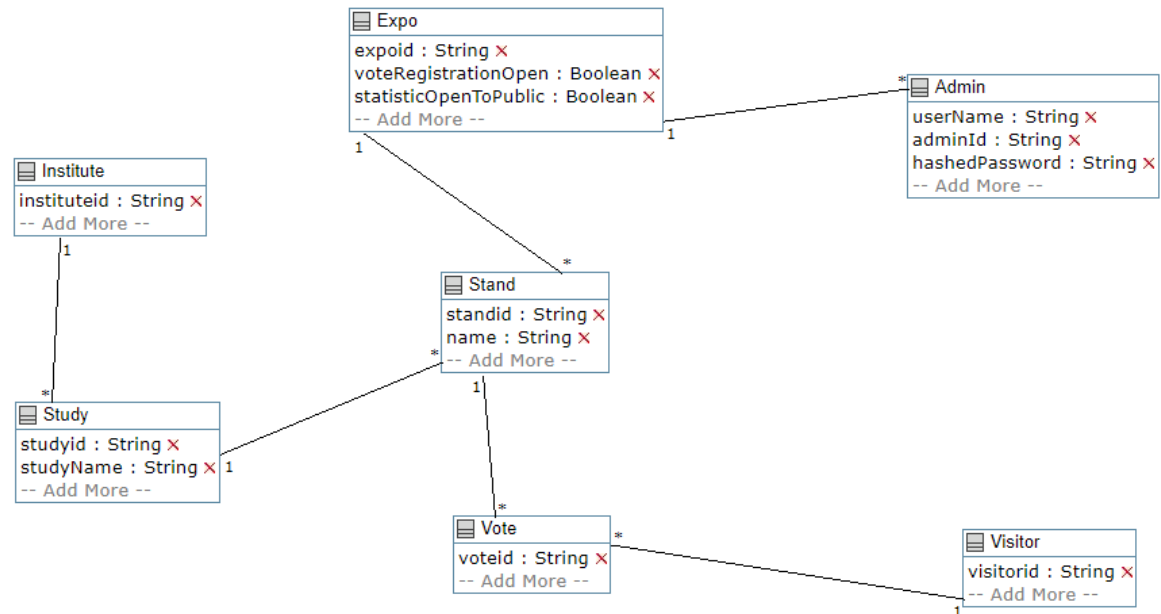 Expo
expoid : String
voteRegistrationOpen : Boolean
statisticOpenToPublic : Boolean
-- Add More --
1
1
*
Admin
userName : String
adminId : String
hashedPassword : String
-- Add More --
Institute
instituteid : String
-- Add More --
1
*
Stand
standid : String
name : String
-- Add More --
*
1
*
Study
studyid : String
studyName : String
-- Add More --
1
*
Vote
voteid : String
-- Add More --
*
Visitor
visitorid : String
-- Add More --
1